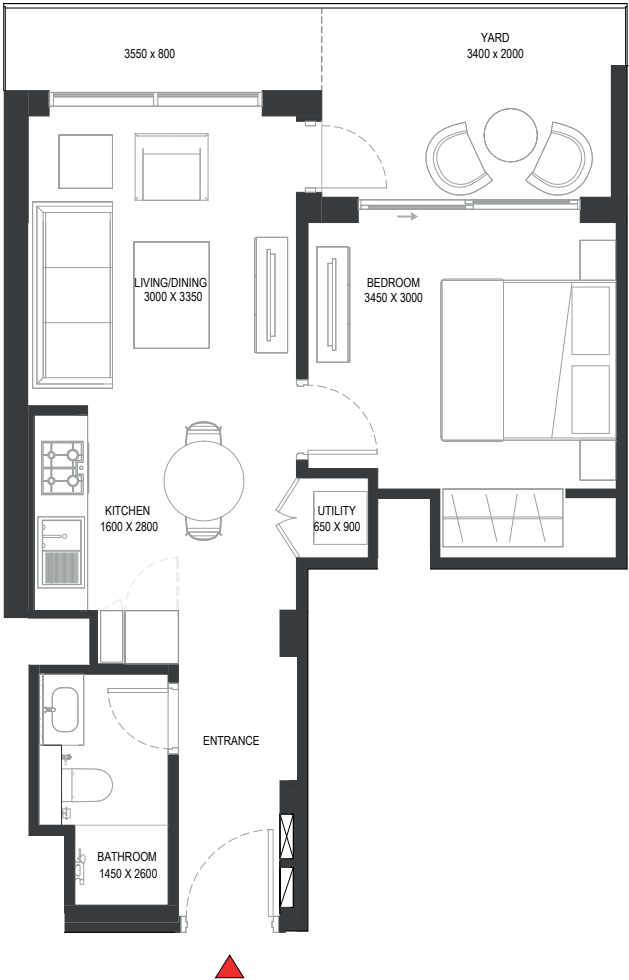 YARD
3400 x 2000
3550 x 800
LIVING/DINING
3000 X 3350
BEDROOM
3450 X 3000
KITCHEN
1600 X 2800
UTILITY
650 X 900
ENTRANCE
BATHROOM
1450 X 2600